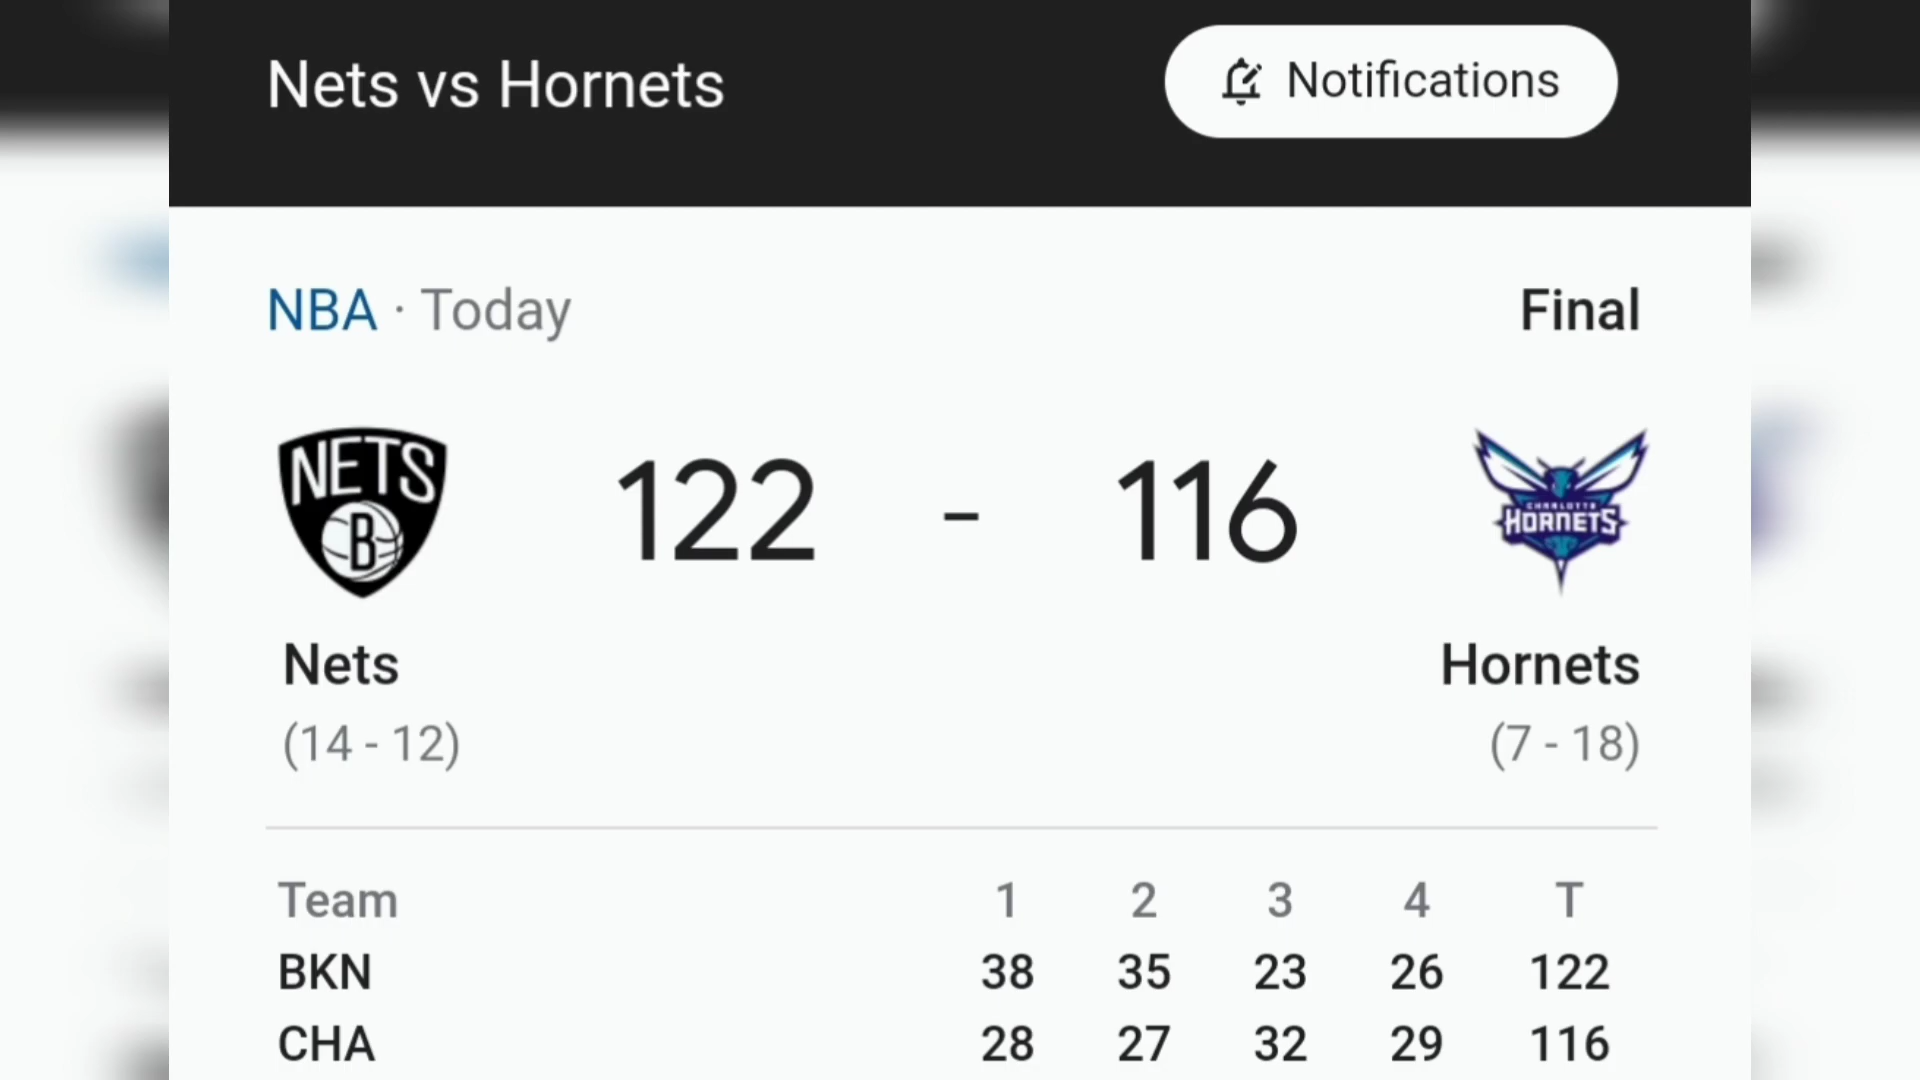 Nets vs Hornets
Notifications
NBA · Today
Final
NETS
B
122 - 116
CHARLOTTE
HORNETS
Nets
Hornets
(14 - 12)
(7 - 18)
Team 1 2 3 4 T
BKN 38 35 23 26 122
CHA 28 27 32 29 116